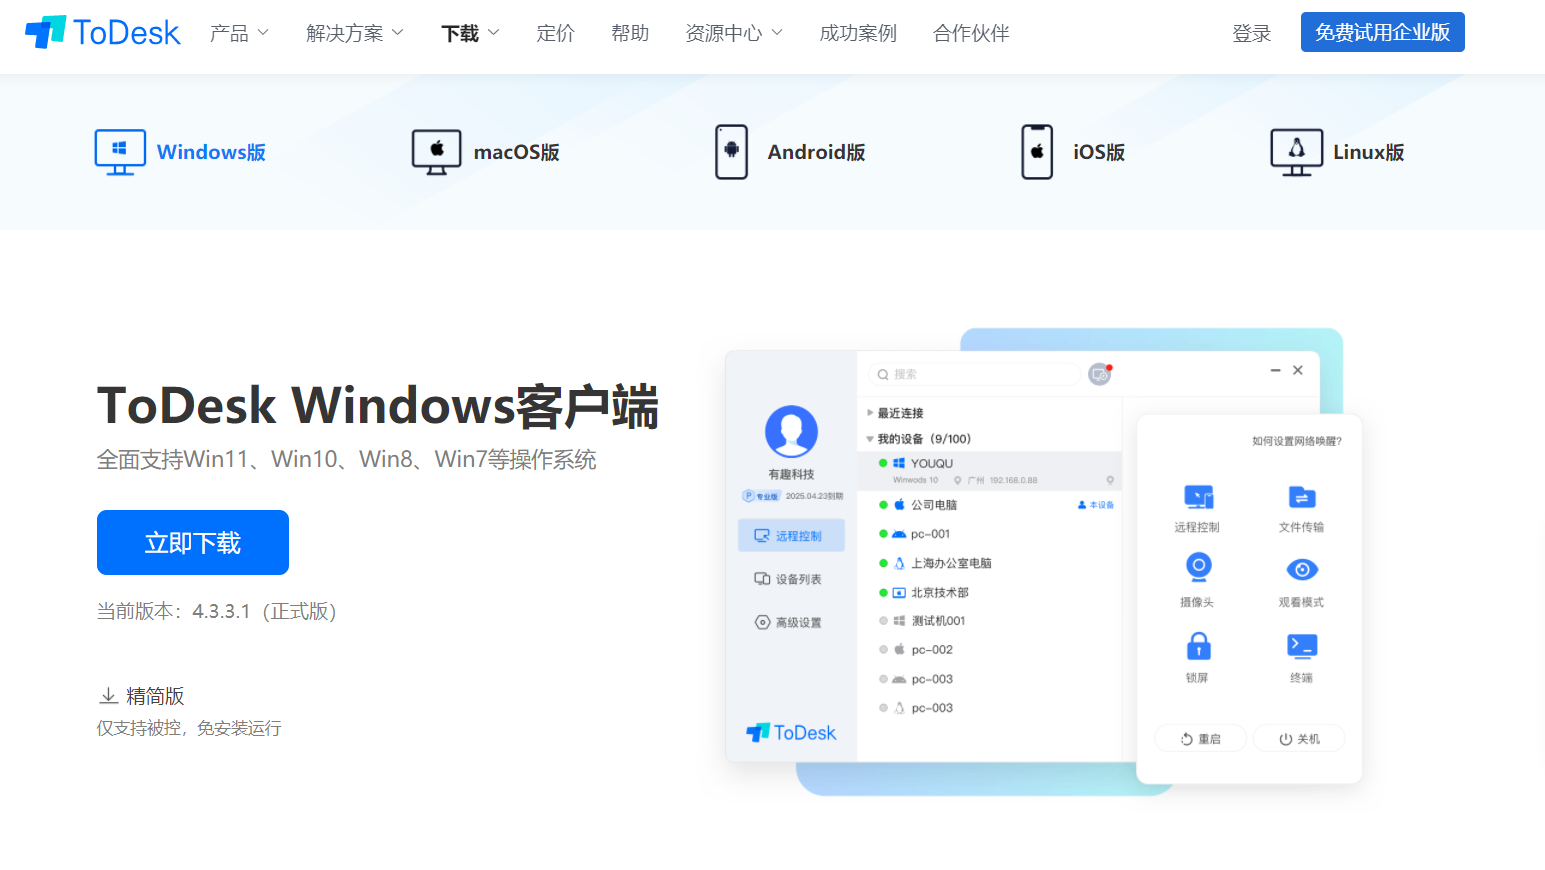 ToDesk 产品 解决方案 下载 定价 帮助 资源中心 成功案例 合作伙伴 登录 免费试用企业版
Windows版 macOS版 Android版 iOS版 Linux版
ToDesk Windows客户端
全面支持Win11、Win10、Win8、Win7等操作系统
立即下载
当前版本：4.3.3.1（正式版）
精简版
仅支持被控，免安装运行
有趣科技
P 专业版 2025.04.23到期
远程控制
设备列表
高级设置
ToDesk
搜索
最近连接
我的设备（9/100）
YOUQU
Winwods 10 广州 192.168.0.88
公司电脑 本设备
pc-001
上海办公室电脑
北京技术部
测试机001
pc-002
pc-003
pc-003
如何设置网络唤醒?
远程控制 文件传输
摄像头 观看模式
锁屏 终端
重启 关机